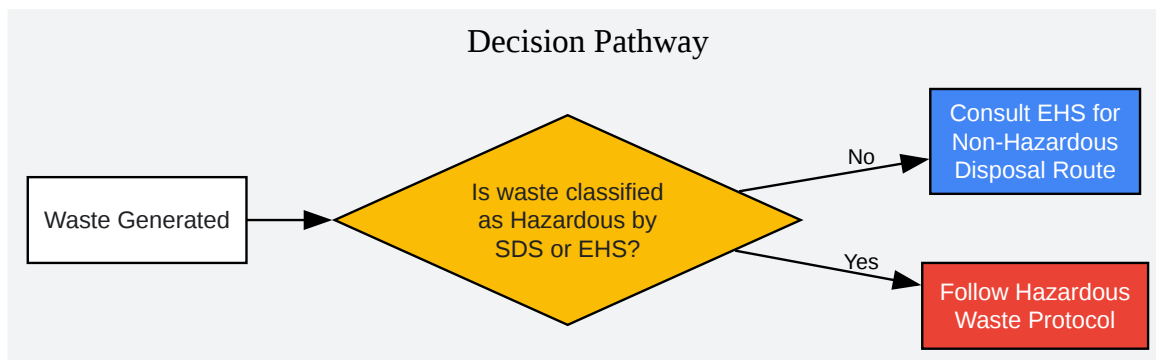 Decision Pathway
Waste Generated
Is waste classified
as Hazardous by
SDS or EHS?
No
Consult EHS for
Non-Hazardous
Disposal Route
Yes
Follow Hazardous
Waste Protocol